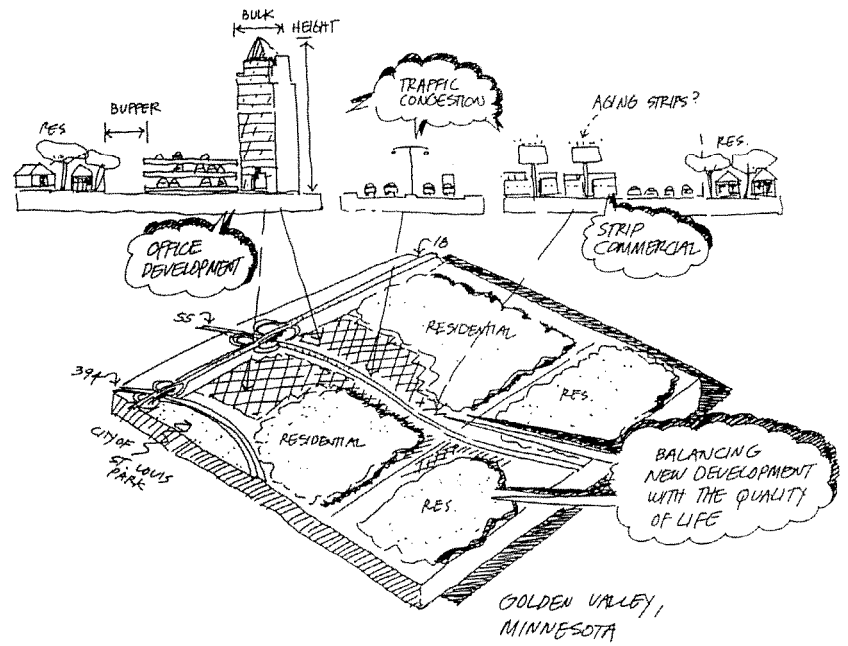 BULK
HEIGHT
TRAFFIC
CONGESTION
AGING STRIPS?
BUFFER
RES
RES.
OFFICE
DEVELOPMENT
STRIP
COMMERCIAL
18
55
RESIDENTIAL
394
RES.
CITY OF
ST. LOUIS
PARK
RESIDENTIAL
BALANCING
NEW DEVELOPMENT
WITH THE QUALITY
OF LIFE
RES.
GOLDEN VALLEY,
MINNESOTA